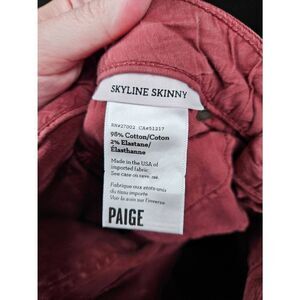 SKYLINE SKINNY
RN#27002 CA#51217
98% Cotton/Coton
2% Elastane/
Élasthanne
Made in the USA of
imported fabric.
See care on reverse.
Fabriqué aux états-unis
du tissu importé
Voir la soin sur l'inverse
PAIGE